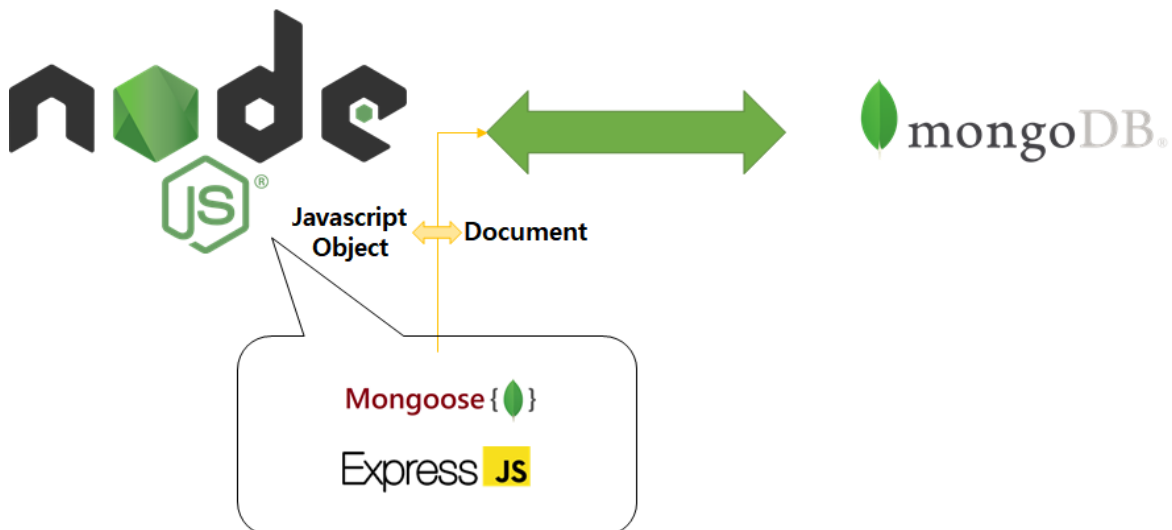 node
JS®
mongoDB®
Javascript
Object
Document
Mongoose{ }
Express JS